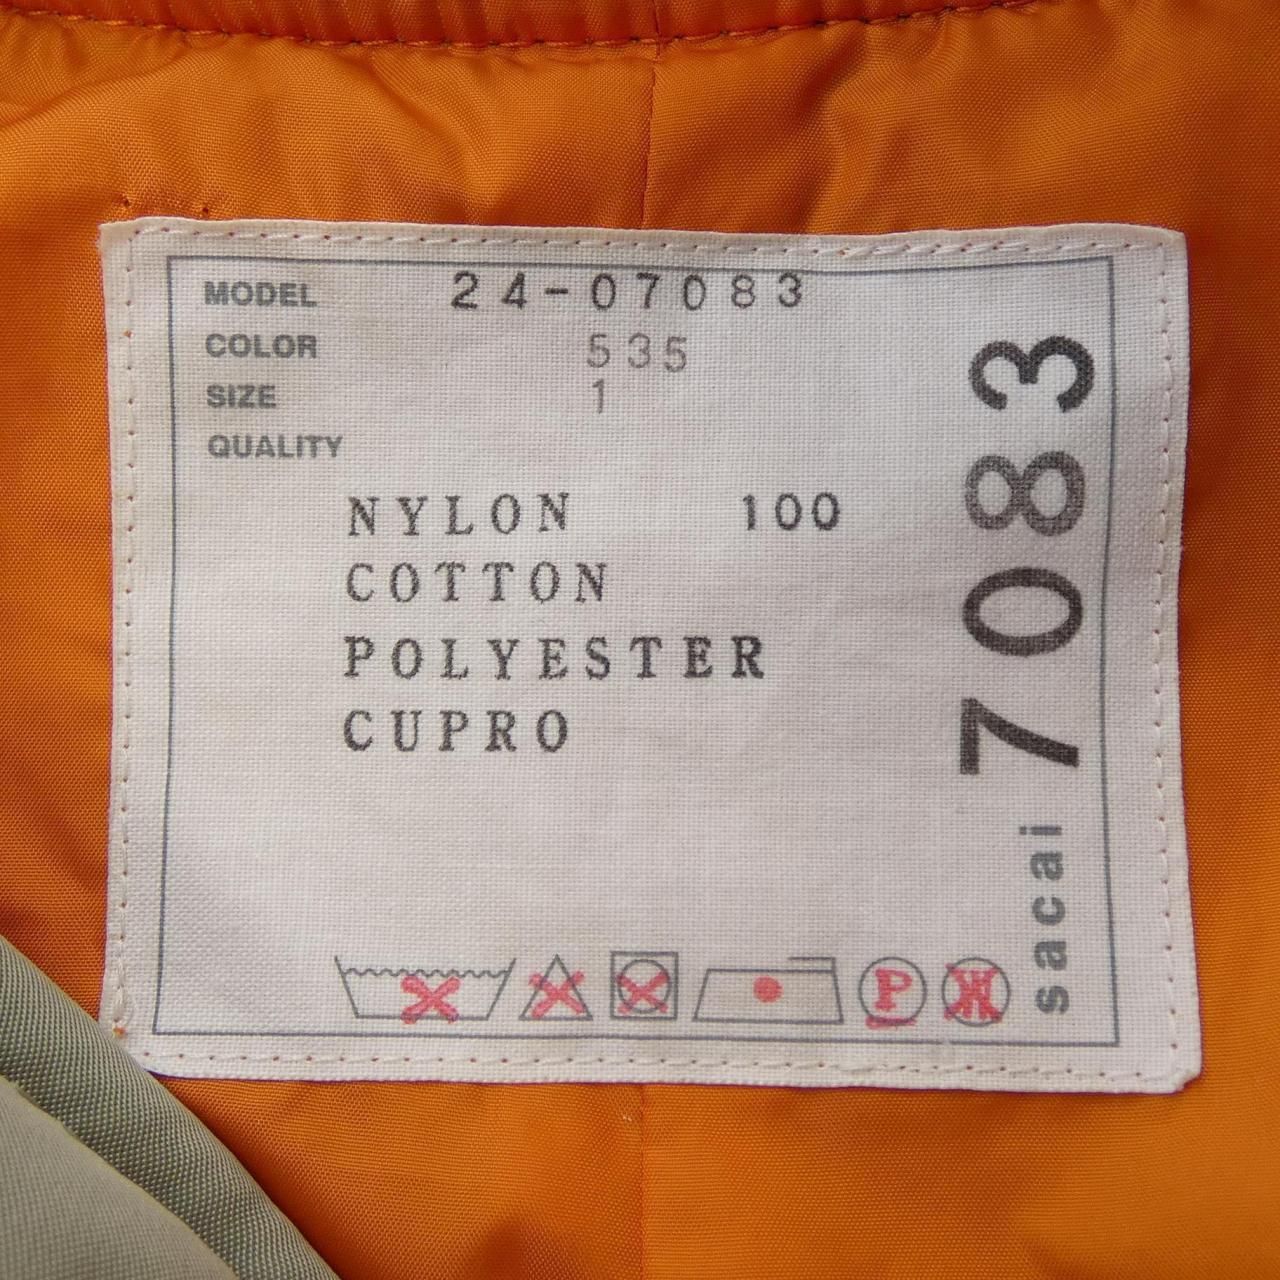 MODEL 24-07083
COLOR 535
SIZE 1
QUALITY
NYLON 100
COTTON
POLYESTER
CUPRO
P
sacai 7083